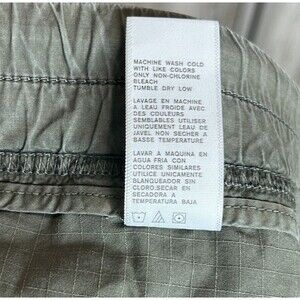 MACHINE WASH COLD
WITH LIKE COLORS
ONLY NON-CHLORINE
BLEACH
TUMBLE DRY LOW
LAVAGE EN MACHINE
A LEAU FROIDE AVEC
DES COULEURS
SEMBLABLES UTILISER
UNIQUEMENT LEAU DE
JAVEL NON SECHER A
BASSE TEMPERATURE
LAVAR A MAQUINA EN
AGUA FRIA CON
COLORES SIMILARES
UTILICE UNICAMENTE
BLANQUEADOR SIN
CLORO.SECAR EN
SECADORA A
TEMPERATURA BAJA